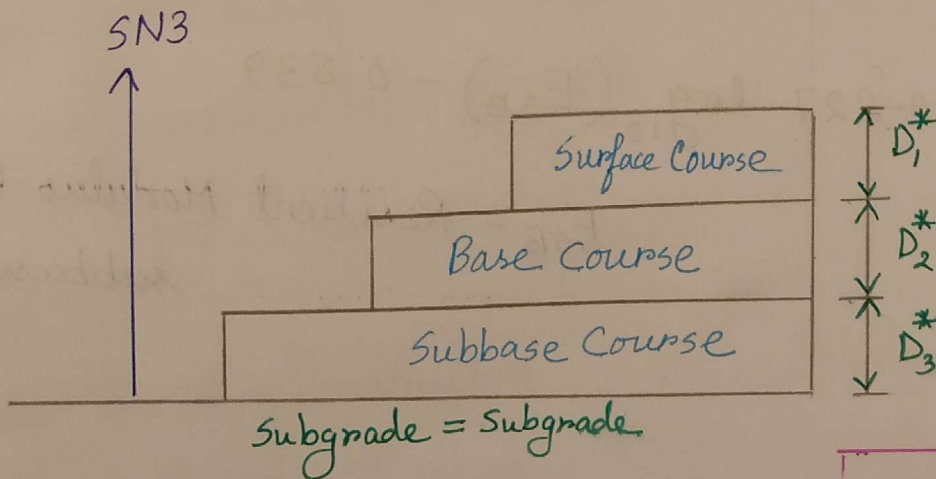 SN3
Surface Course
D₁*
Base Course
D₂*
Subbase Course
D₃*
Subgrade = Subgrade